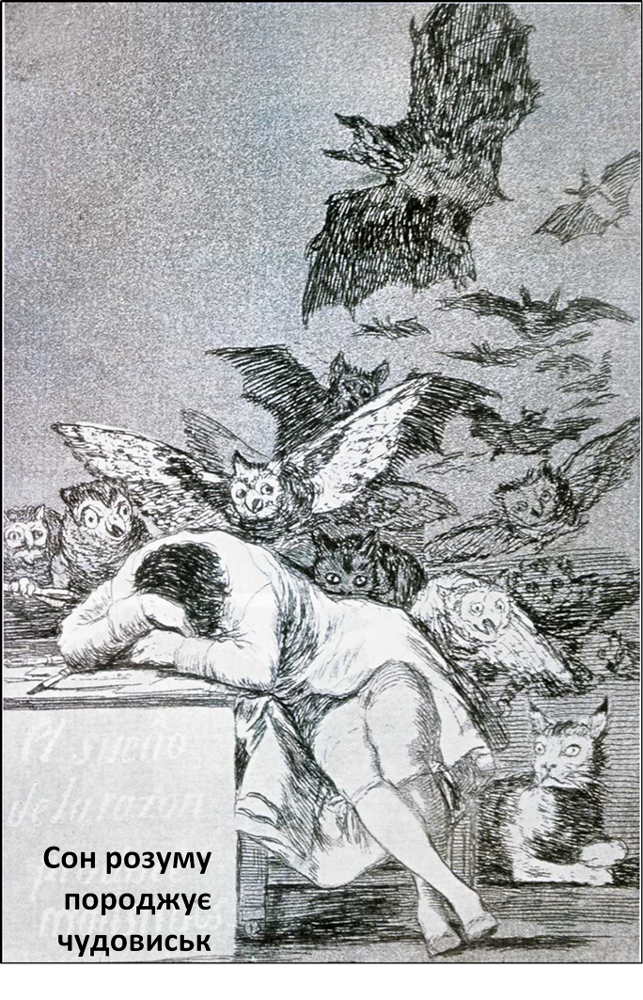 El sueño
de la razon
Сон розуму
породжує
чудовиськ